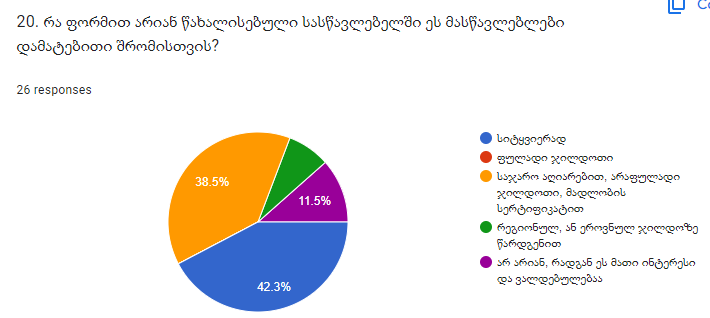 20. რა ფორმით არიან წახალისებული სასწავლებელში ეს მასწავლებლები
დამატებითი შრომისთვის?
26 responses
38.5%
11.5%
42.3%
სიტყვიერად
ფულადი ჯილდოთი
საჯარო აღიარებით, არაფულადი
ჯილდოთი, მადლობის
სერტიფიკატით
რეგიონულ, ან ეროვნულ ჯილდოზე
წარდგენით
არ არიან, რადგან ეს მათი ინტერესი
და ვალდებულებაა